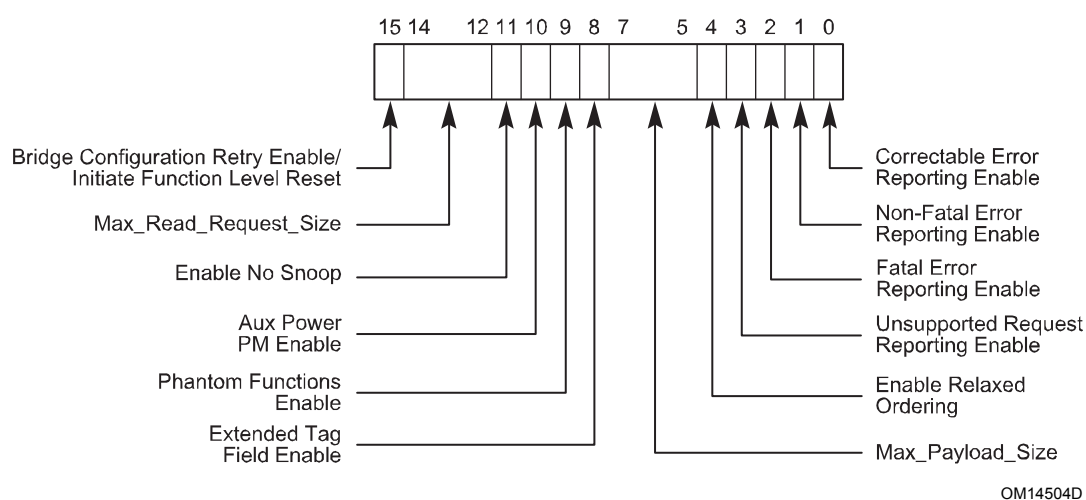 15 14 12 11 10 9 8 7 5 4 3 2 1 0
Bridge Configuration Retry Enable/
Initiate Function Level Reset
Max_Read_Request_Size
Enable No Snoop
Aux Power
PM Enable
Phantom Functions
Enable
Extended Tag
Field Enable
Correctable Error
Reporting Enable
Non-Fatal Error
Reporting Enable
Fatal Error
Reporting Enable
Unsupported Request
Reporting Enable
Enable Relaxed
Ordering
Max_Payload_Size
OM14504D